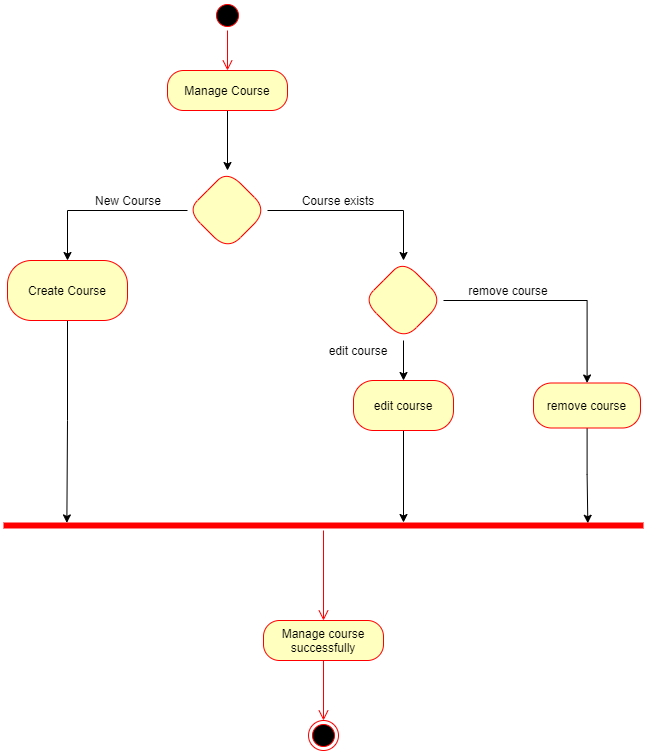 Manage Course
New Course
Course exists
Create Course
remove course
edit course
edit course
remove course
Manage course
successfully